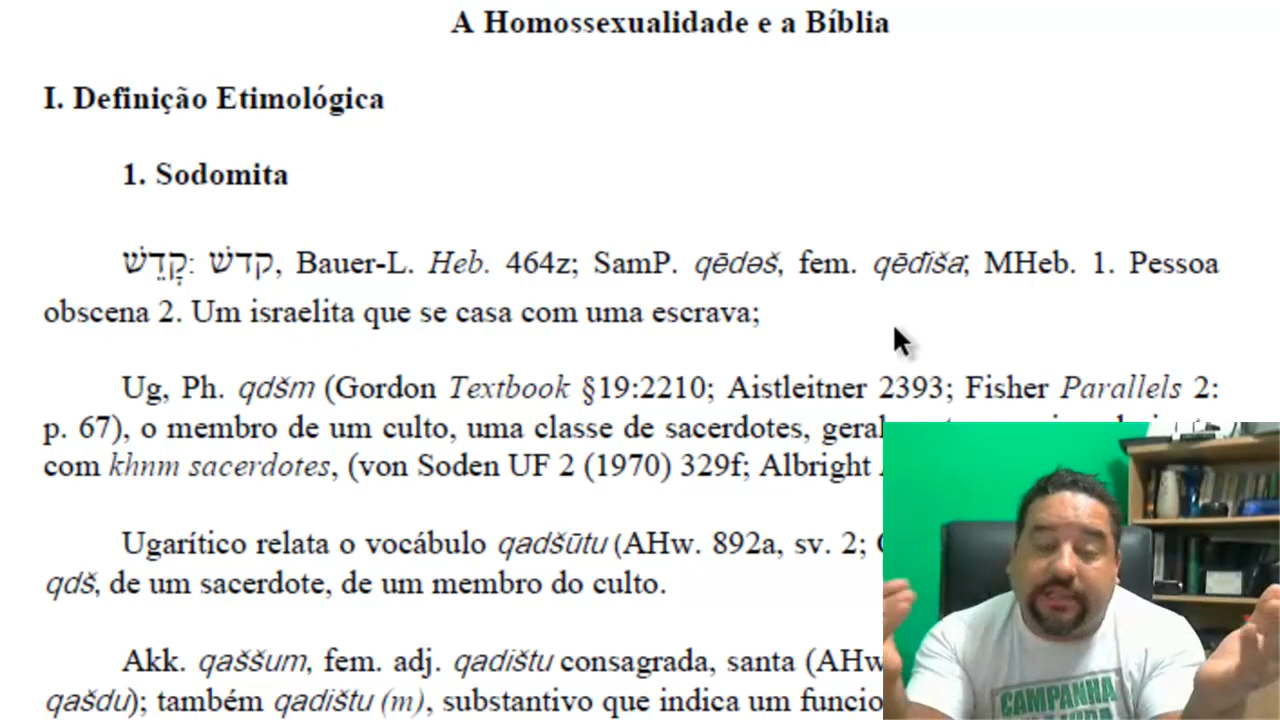 A Homossexualidade e a Bíblia
I. Definição Etimológica
1. Sodomita
קָדֵשׁ: קדשׁ, Bauer-L. Heb. 464z; SamP. qēdəš, fem. qēdīša; MHeb. 1. Pessoa
obscena 2. Um israelita que se casa com uma escrava;
Ug, Ph. qdšm (Gordon Textbook §19:2210; Aistleitner 2393; Fisher Parallels 2:
p. 67), o membro de um culto, uma classe de sacerdotes,
com khnm sacerdotes, (von Soden UF 2 (1970) 329f; Albright
Ugarítico relata o vocábulo qadšūtu (AHw. 892a, sv. 2;
qdš, de um sacerdote, de um membro do culto.
Akk. qaššum, fem. adj. qadištu consagrada, santa (AHw
qašdu); também qadištu (m), substantivo que indica um
CAMPANHA